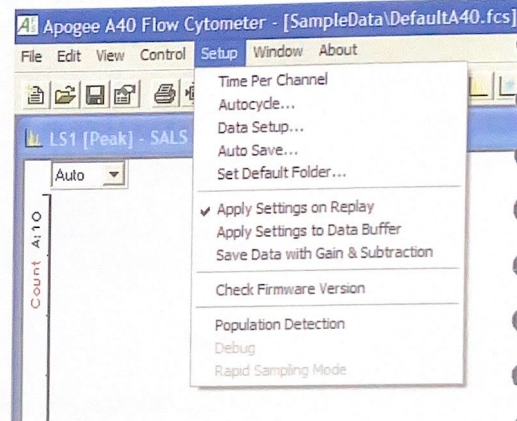 Apogee A40 Flow Cytometer - [SampleData\DefaultA40.fcs]
File Edit View Control Setup Window About
Time Per Channel
Autocycle...
Data Setup...
Auto Save...
Set Default Folder...
LS1 [Peak] - SALS
Auto
Apply Settings on Replay
Apply Settings to Data Buffer
Save Data with Gain & Subtraction
Check Firmware Version
Population Detection
Debug
Rapid Sampling Mode
Count A:10